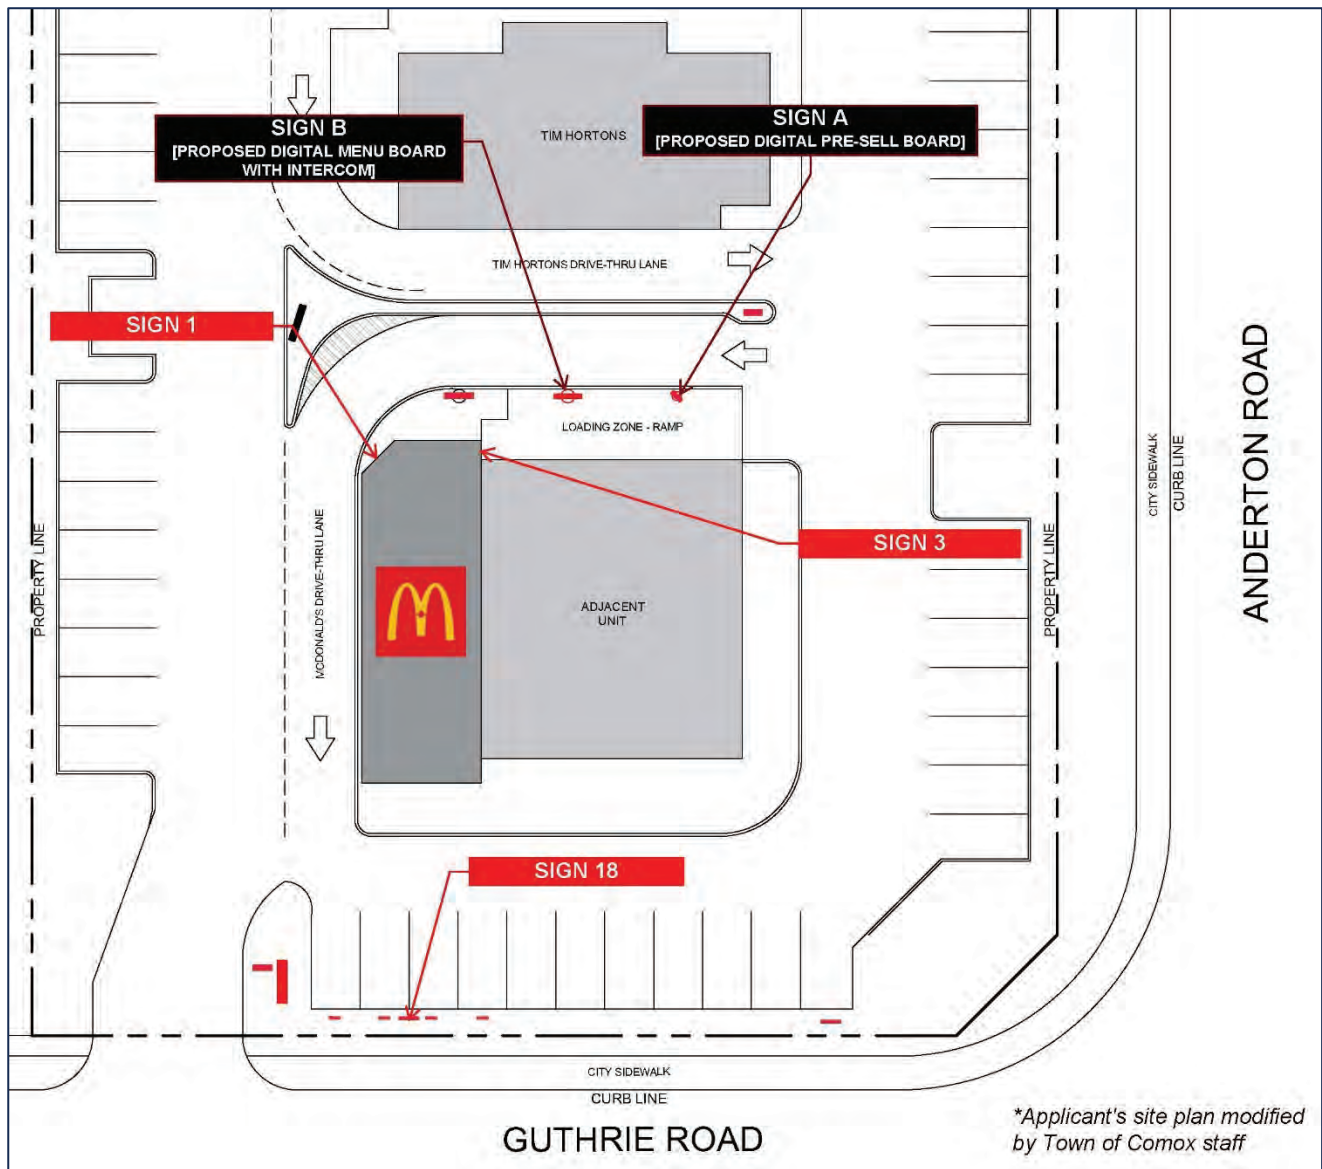 SIGN B
[PROPOSED DIGITAL MENU BOARD
WITH INTERCOM]
TIM HORTONS
SIGN A
[PROPOSED DIGITAL PRE-SELL BOARD]
TIM HORTONS DRIVE-THRU LANE
SIGN 1
LOADING ZONE - RAMP
SIGN 3
ADJACENT
UNIT
MCDONALD'S DRIVE-THRU LANE
PROPERTY LINE
PROPERTY LINE
CITY SIDEWALK
CURB LINE
ANDERTON ROAD
SIGN 18
CITY SIDEWALK
CURB LINE
GUTHRIE ROAD
*Applicant's site plan modified
by Town of Comox staff